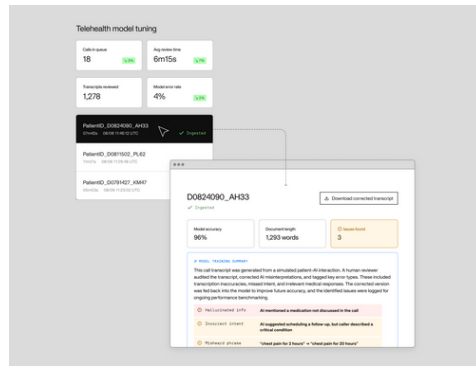 Telehealth model tuning
Calls in queue
18
Avg review time
6m15s
Transcripts reviewed
1,278
Model error rate
4%
PatientID_D0824090_AH33
Ingested
PatientID_D0811502_PL62
PatientID_D0791427_KM47
D0824090_AH33
Ingested
Download corrected transcript
Model accuracy
96%
Document length
1,293 words
Issues found
3
MODEL TRAINING SUMMARY
This call transcript was generated from a simulated patient-AI interaction. A human reviewer
audited the transcript, corrected AI misinterpretations, and tagged key error types. These included
transcription inaccuracies, missed intent, and irrelevant medical responses. The corrected version
was fed back into the model to improve future accuracy, and the identified issues were logged for
ongoing performance benchmarking.
Hallucinated info
AI mentioned a medication not discussed in the call
Incorrect intent
AI suggested scheduling a follow-up, but caller described a
critical condition
Misheard phrase
"chest pain for 2 hours" → "chest pain for 20 hours"